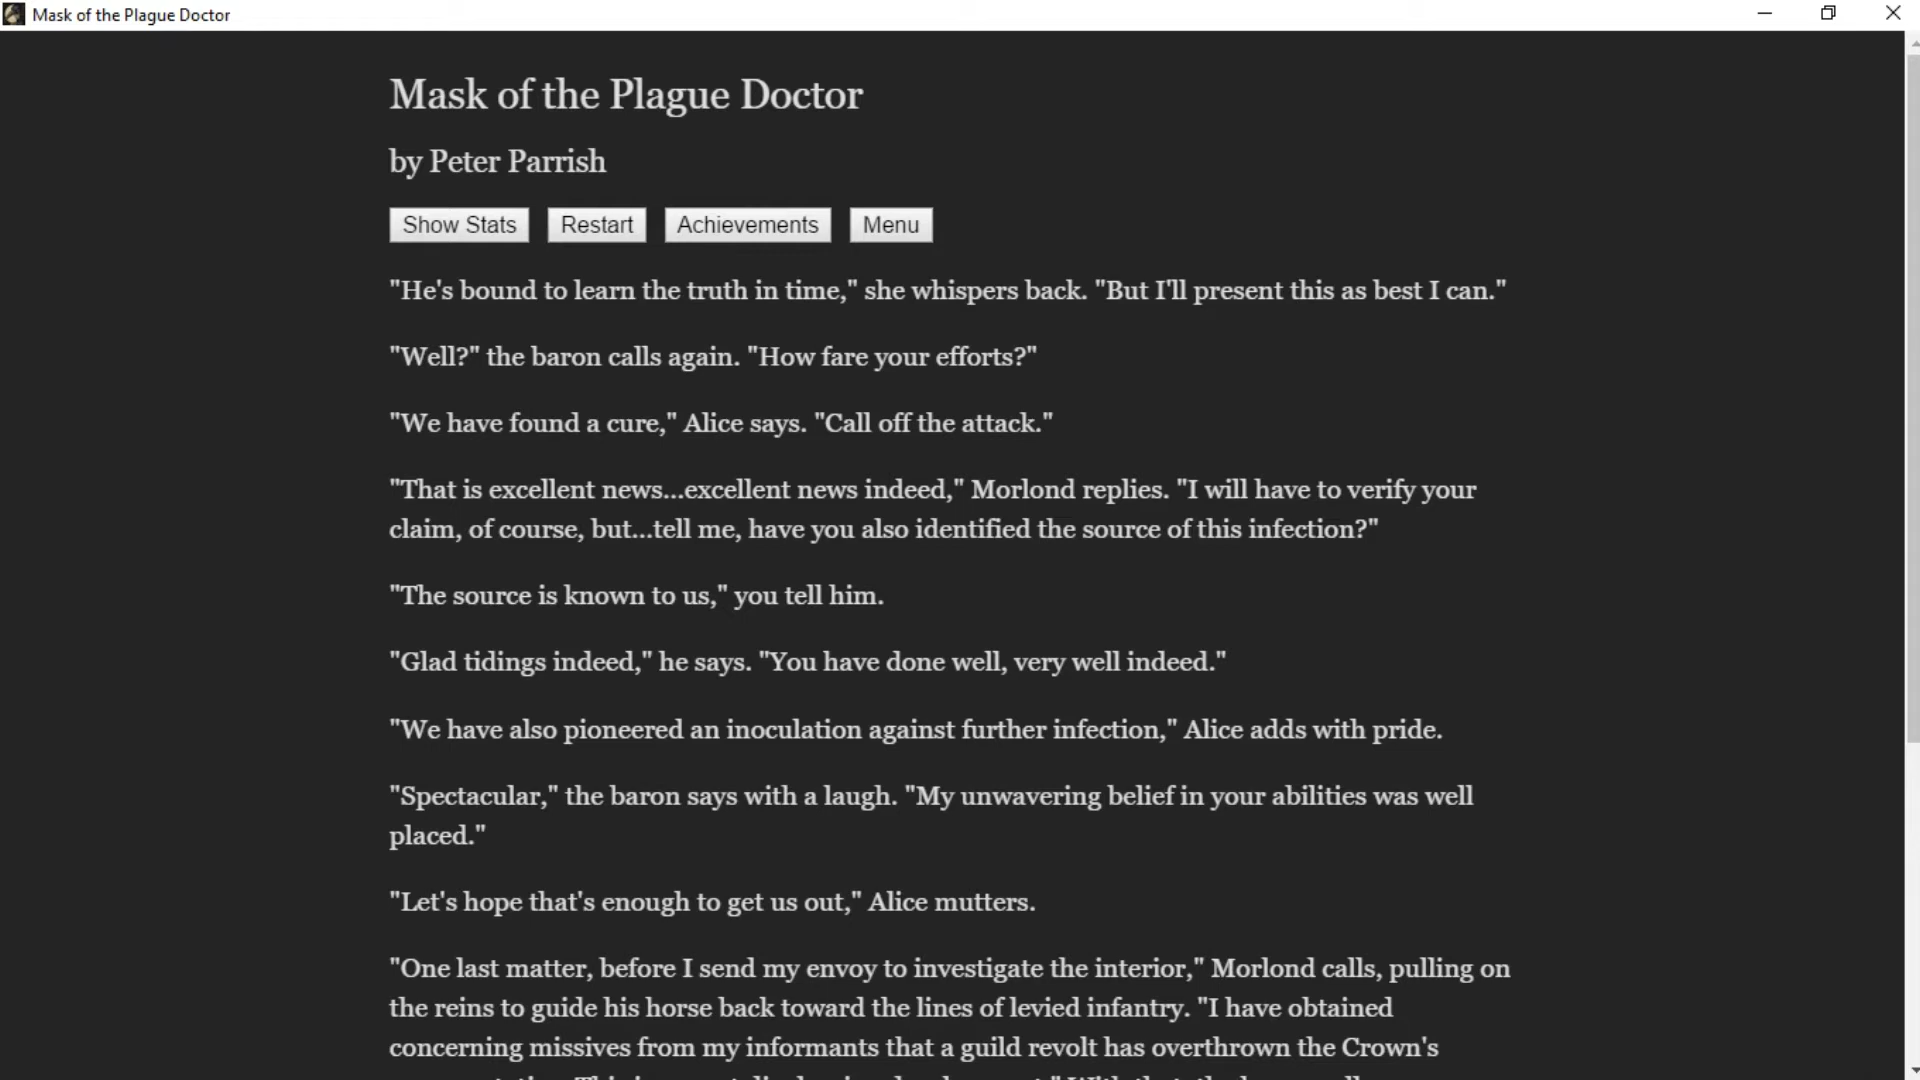 Mask of the Plague Doctor
Mask of the Plague Doctor
by Peter Parrish
Show Stats Restart Achievements Menu
"He's bound to learn the truth in time," she whispers back. "But I'll present this as best I can."
"Well?" the baron calls again. "How fare your efforts?"
"We have found a cure," Alice says. "Call off the attack."
"That is excellent news...excellent news indeed," Morlond replies. "I will have to verify your
claim, of course, but...tell me, have you also identified the source of this infection?"
"The source is known to us," you tell him.
"Glad tidings indeed," he says. "You have done well, very well indeed."
"We have also pioneered an inoculation against further infection," Alice adds with pride.
"Spectacular," the baron says with a laugh. "My unwavering belief in your abilities was well
placed."
"Let's hope that's enough to get us out," Alice mutters.
"One last matter, before I send my envoy to investigate the interior," Morlond calls, pulling on
the reins to guide his horse back toward the lines of levied infantry. "I have obtained
concerning missives from my informants that a guild revolt has overthrown the Crown's